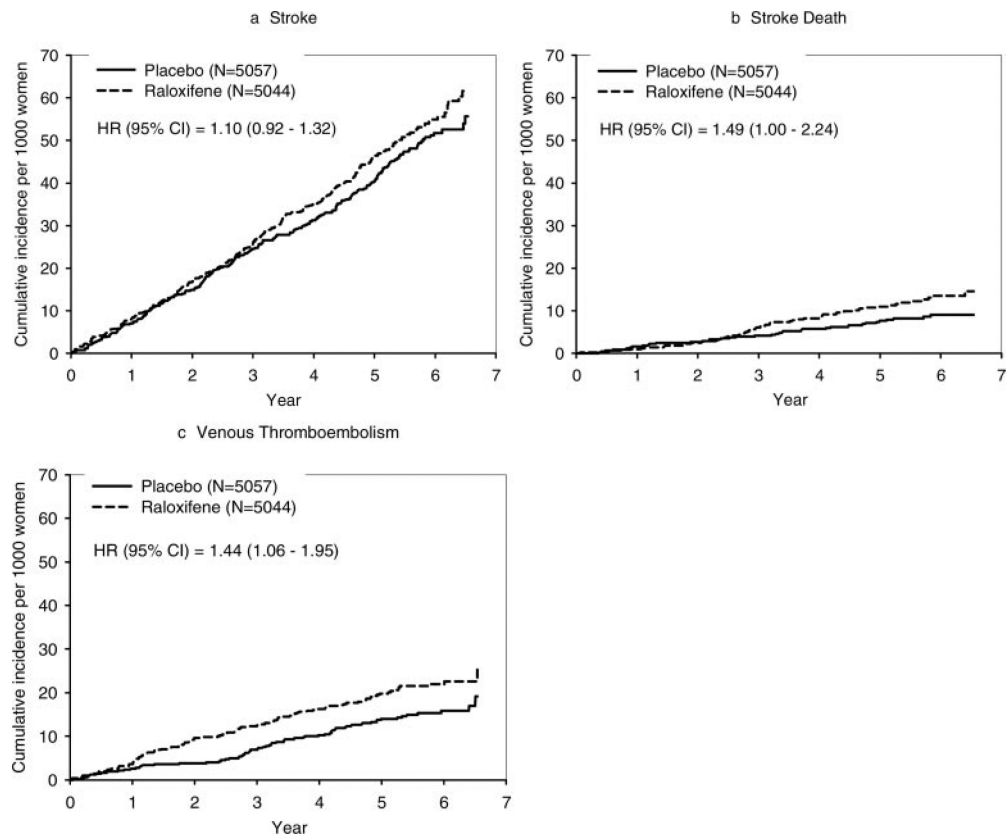 a Stroke
Cumulative incidence per 1000 women
70
60
50
40
30
20
10
0
Placebo (N=5057)
Raloxifene (N=5044)
HR (95% CI) = 1.10 (0.92 - 1.32)
0 1 2 3 4 5 6 7
Year
b Stroke Death
Cumulative incidence per 1000 women
70
60
50
40
30
20
10
0
Placebo (N=5057)
Raloxifene (N=5044)
HR (95% CI) = 1.49 (1.00 - 2.24)
0 1 2 3 4 5 6 7
Year
c Venous Thromboembolism
Cumulative incidence per 1000 women
70
60
50
40
30
20
10
0
Placebo (N=5057)
Raloxifene (N=5044)
HR (95% CI) = 1.44 (1.06 - 1.95)
0 1 2 3 4 5 6 7
Year